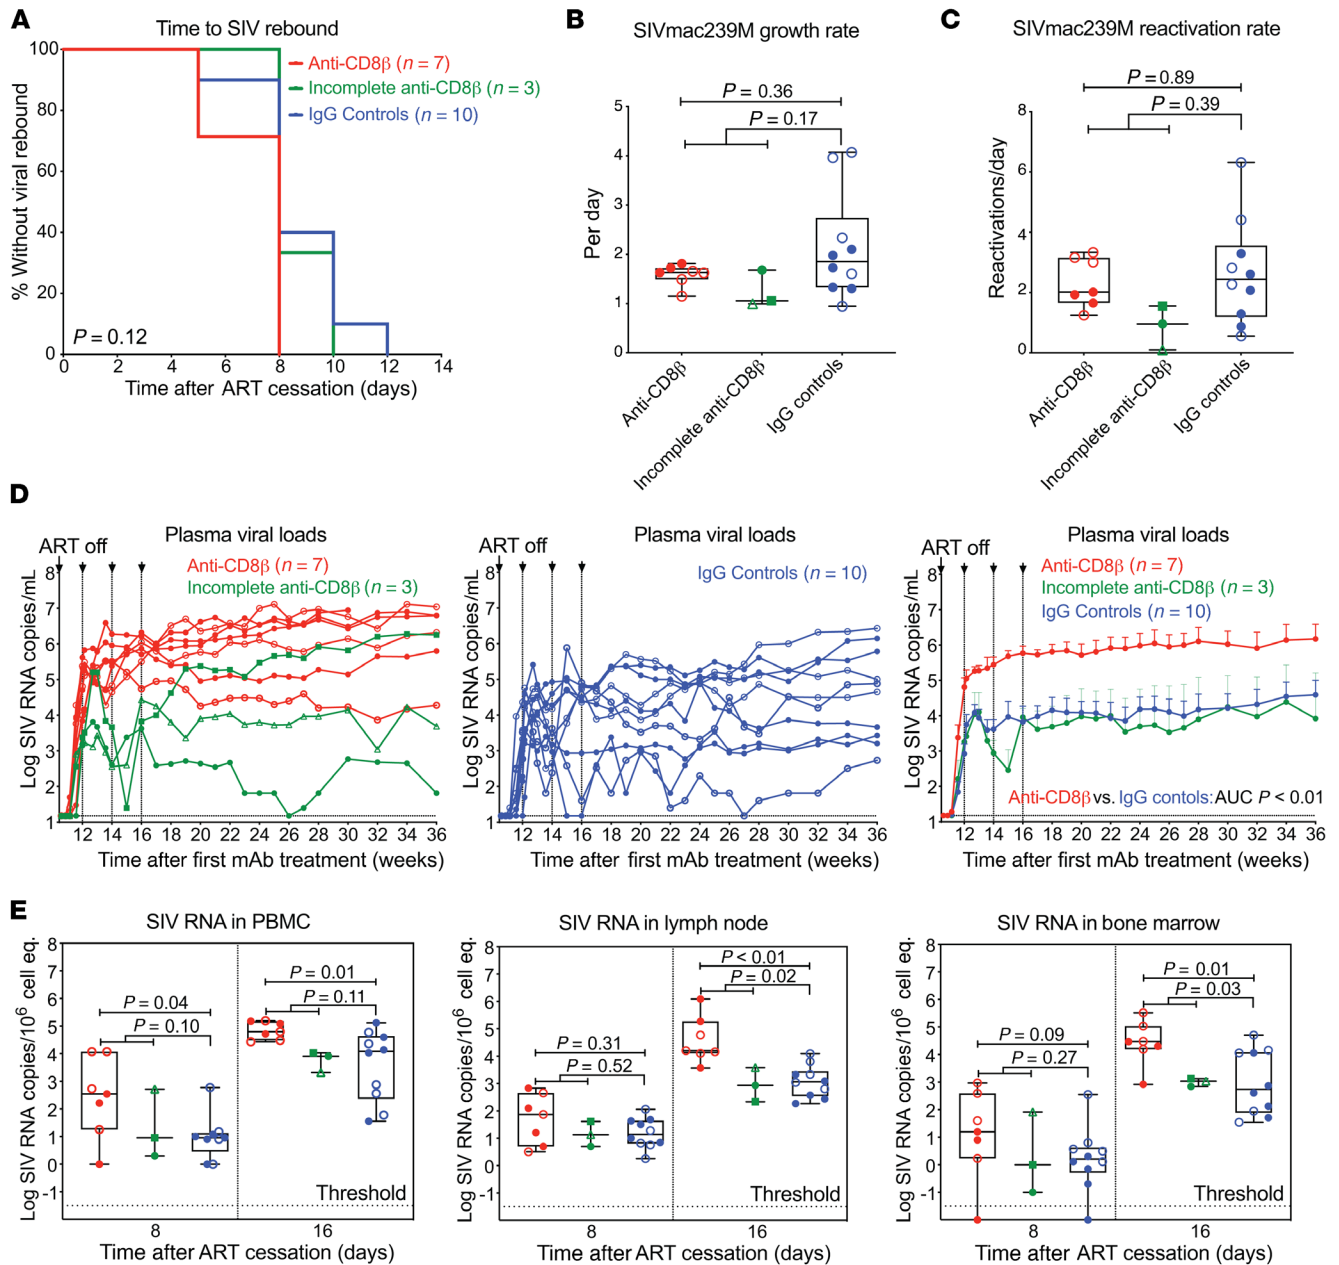 A
Time to SIV rebound
Anti-CD8β (n = 7)
Incomplete anti-CD8β (n = 3)
IgG Controls (n = 10)
% Without viral rebound
100
80
60
40
20
0
P = 0.12
0 2 4 6 8 10 12 14
Time after ART cessation (days)
B
SIVmac239M growth rate
P = 0.36
P = 0.17
Per day
5
4
3
2
1
0
Anti-CD8β
Incomplete anti-CD8β
IgG controls
C
SIVmac239M reactivation rate
P = 0.89
P = 0.39
Reactivations/day
8
6
4
2
0
Anti-CD8β
Incomplete anti-CD8β
IgG controls
D
Plasma viral loads
ART off
Anti-CD8β (n = 7)
Incomplete anti-CD8β (n = 3)
Log SIV RNA copies/mL
8
7
6
5
4
3
2
1
12 14 16 18 20 22 24 26 28 30 32 34 36
Time after first mAb treatment (weeks)
Plasma viral loads
ART off
IgG Controls (n = 10)
Log SIV RNA copies/mL
8
7
6
5
4
3
2
1
12 14 16 18 20 22 24 26 28 30 32 34 36
Time after first mAb treatment (weeks)
Plasma viral loads
ART off
Anti-CD8β (n = 7)
Incomplete anti-CD8β (n = 3)
IgG Controls (n = 10)
Log SIV RNA copies/mL
8
7
6
5
4
3
2
1
Anti-CD8β vs. IgG contols: AUC P < 0.01
12 14 16 18 20 22 24 26 28 30 32 34 36
Time after first mAb treatment (weeks)
E
SIV RNA in PBMC
Log SIV RNA copies/10⁶ cell eq.
8
7
6
5
4
3
2
1
0
-1
P = 0.04
P = 0.10
P = 0.01
P = 0.11
Threshold
8 16
Time after ART cessation (days)
SIV RNA in lymph node
Log SIV RNA copies/10⁶ cell eq.
8
7
6
5
4
3
2
1
0
-1
P = 0.31
P = 0.52
P < 0.01
P = 0.02
Threshold
8 16
Time after ART cessation (days)
SIV RNA in bone marrow
Log SIV RNA copies/10⁶ cell eq.
8
7
6
5
4
3
2
1
0
-1
P = 0.09
P = 0.27
P = 0.01
P = 0.03
Threshold
8 16
Time after ART cessation (days)